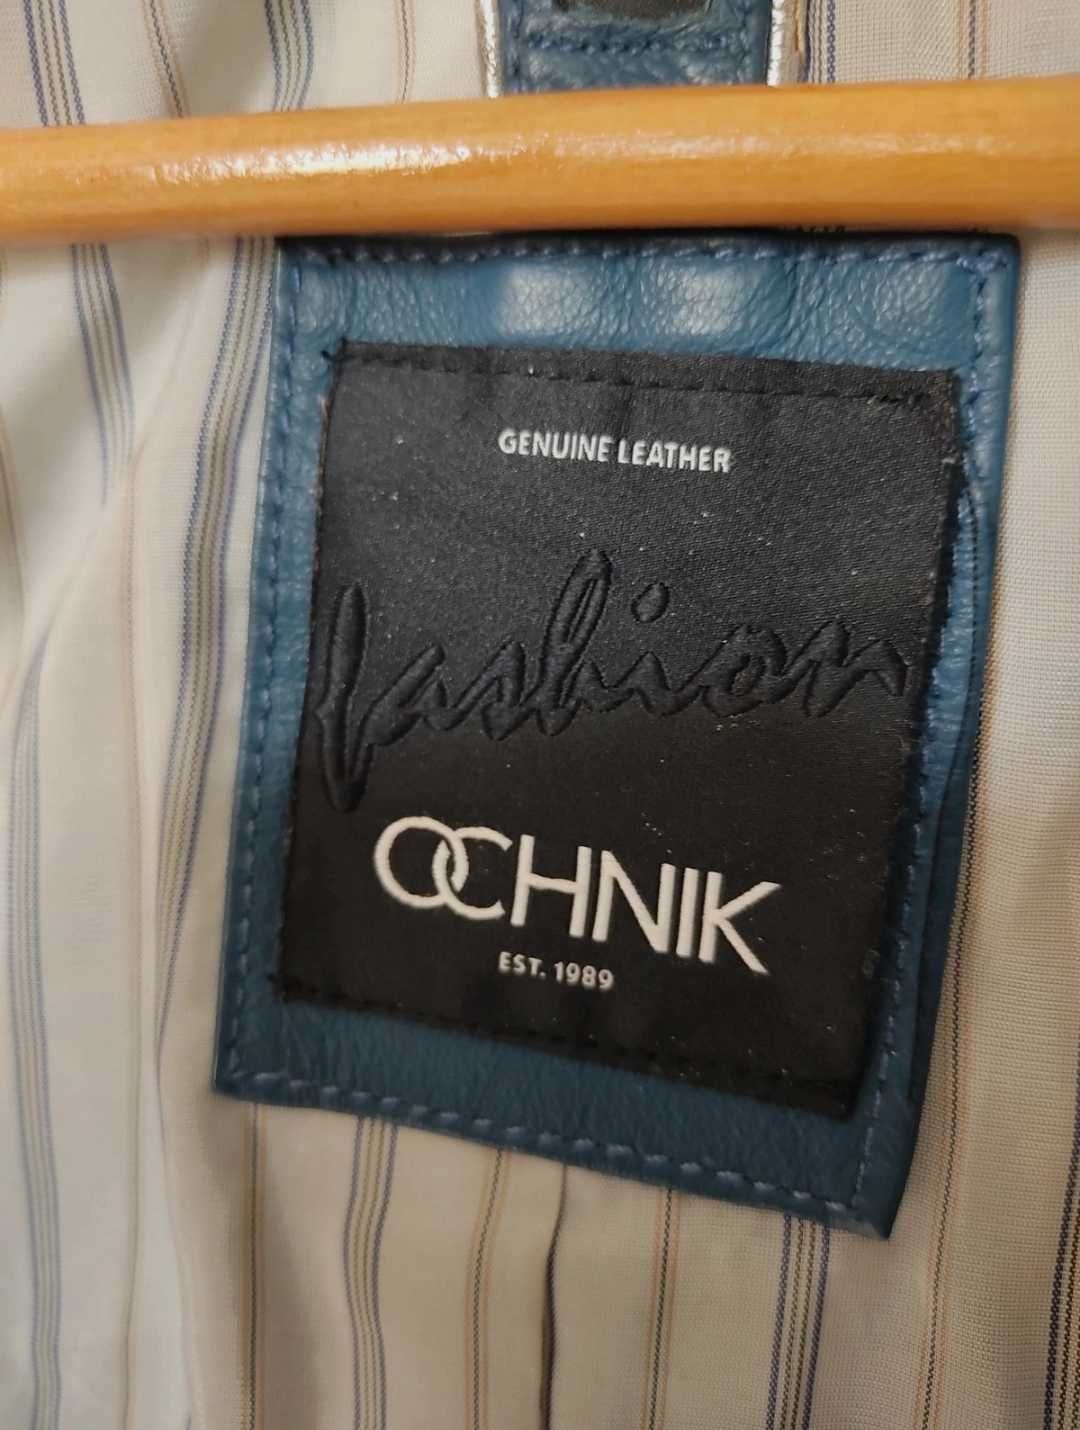 GENUINE LEATHER
fashion
OCHNIK
EST. 1989